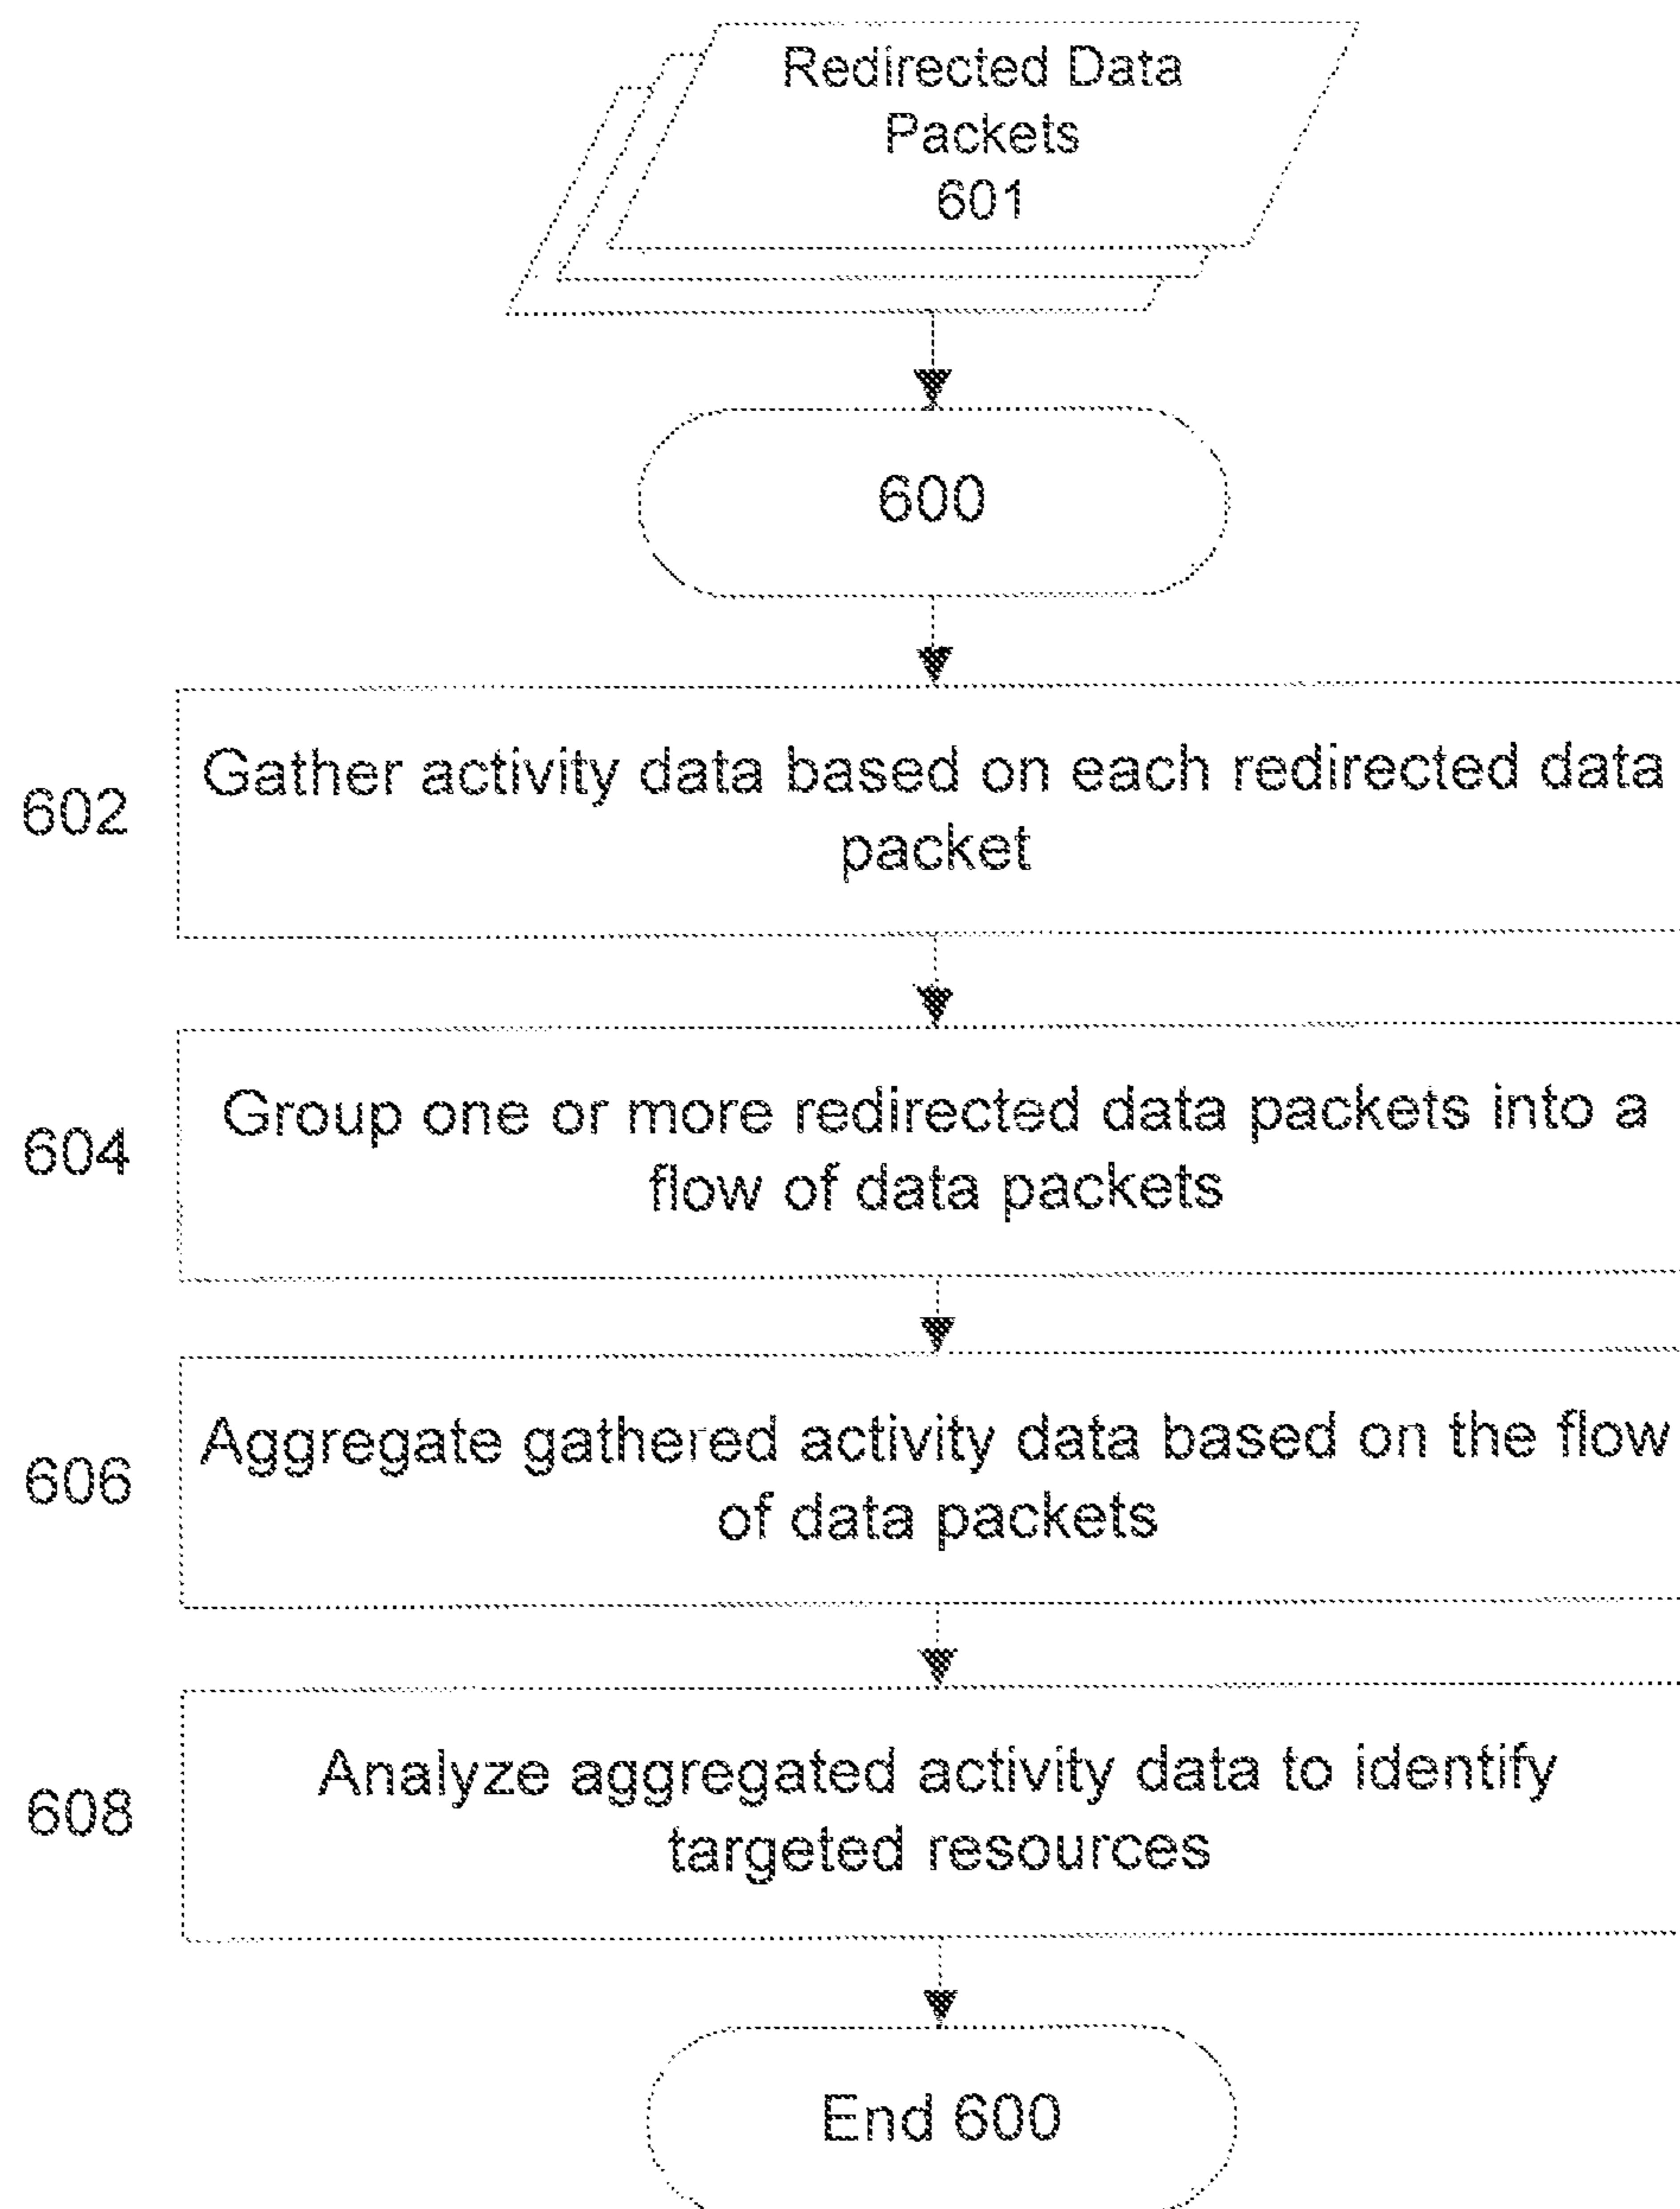 Redirected Data
Packets
601
600
602
Gather activity data based on each redirected data
packet
604
Group one or more redirected data packets into a
flow of data packets
606
Aggregate gathered activity data based on the flow
of data packets
608
Analyze aggregated activity data to identify
targeted resources
End 600